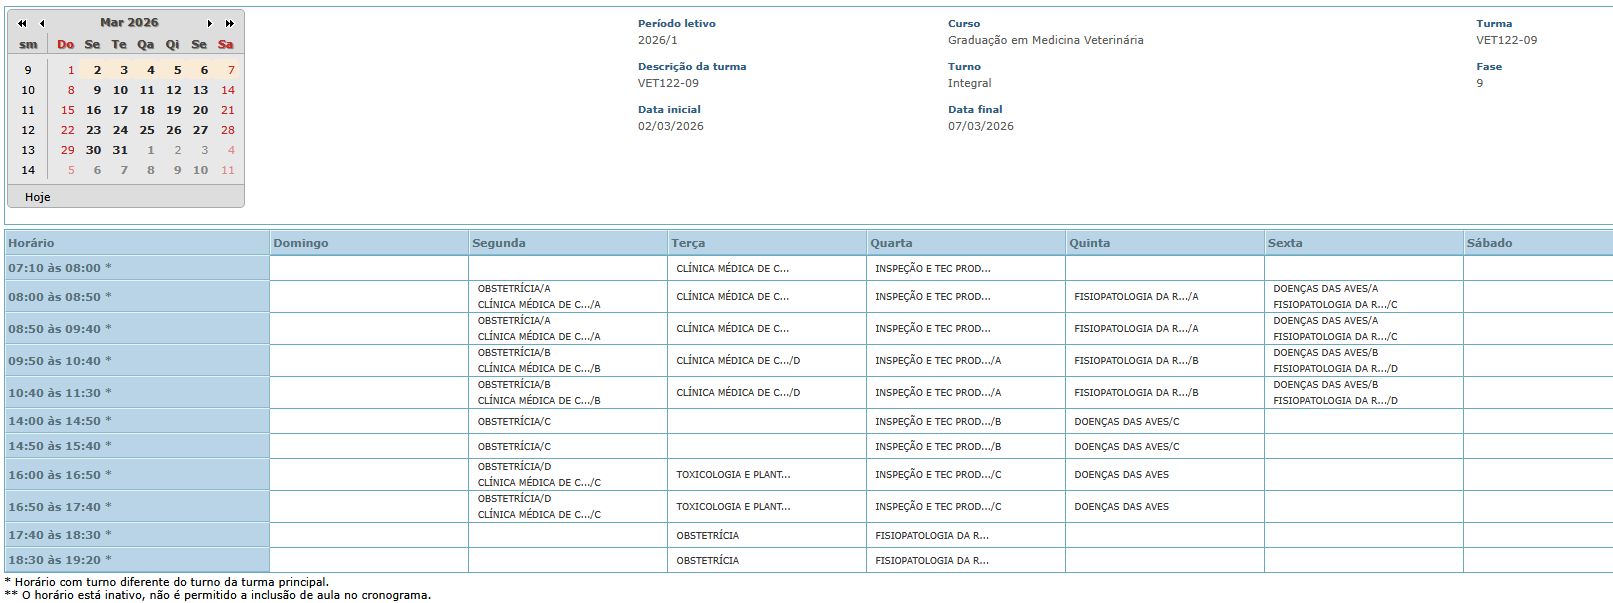 Mar 2026
sm Do Se Te Qa Qi Se Sa
9 1 2 3 4 5 6 7
10 8 9 10 11 12 13 14
11 15 16 17 18 19 20 21
12 22 23 24 25 26 27 28
13 29 30 31 1 2 3 4
14 5 6 7 8 9 10 11
Hoje
Período letivo Curso Turma
2026/1 Graduação em Medicina Veterinária VET122-09
Descrição da turma Turno Fase
VET122-09 Integral 9
Data inicial Data final
02/03/2026 07/03/2026
Horário Domingo Segunda Terça Quarta Quinta Sexta Sábado
07:10 às 08:00 * CLÍNICA MÉDICA DE C... INSPEÇÃO E TEC PROD...
OBSTETRÍCIA/A DOENÇAS DAS AVES/A
08:00 às 08:50 * CLÍNICA MÉDICA DE C... INSPEÇÃO E TEC PROD... FISIOPATOLOGIA DA R.../A
CLÍNICA MÉDICA DE C.../A FISIOPATOLOGIA DA R.../C
OBSTETRÍCIA/A DOENÇAS DAS AVES/A
08:50 às 09:40 * CLÍNICA MÉDICA DE C... INSPEÇÃO E TEC PROD... FISIOPATOLOGIA DA R.../A
CLÍNICA MÉDICA DE C.../A FISIOPATOLOGIA DA R.../C
OBSTETRÍCIA/B DOENÇAS DAS AVES/B
09:50 às 10:40 * CLÍNICA MÉDICA DE C.../D INSPEÇÃO E TEC PROD.../A FISIOPATOLOGIA DA R.../B
CLÍNICA MÉDICA DE C.../B FISIOPATOLOGIA DA R.../D
OBSTETRÍCIA/B DOENÇAS DAS AVES/B
10:40 às 11:30 * CLÍNICA MÉDICA DE C.../D INSPEÇÃO E TEC PROD.../A FISIOPATOLOGIA DA R.../B
CLÍNICA MÉDICA DE C.../B FISIOPATOLOGIA DA R.../D
14:00 às 14:50 * OBSTETRÍCIA/C INSPEÇÃO E TEC PROD.../B DOENÇAS DAS AVES/C
14:50 às 15:40 * OBSTETRÍCIA/C INSPEÇÃO E TEC PROD.../B DOENÇAS DAS AVES/C
OBSTETRÍCIA/D
16:00 às 16:50 * TOXICOLOGIA E PLANT... INSPEÇÃO E TEC PROD.../C DOENÇAS DAS AVES
CLÍNICA MÉDICA DE C.../C
OBSTETRÍCIA/D
16:50 às 17:40 * TOXICOLOGIA E PLANT... INSPEÇÃO E TEC PROD.../C DOENÇAS DAS AVES
CLÍNICA MÉDICA DE C.../C
17:40 às 18:30 * OBSTETRÍCIA FISIOPATOLOGIA DA R...
18:30 às 19:20 * OBSTETRÍCIA FISIOPATOLOGIA DA R...
* Horário com turno diferente do turno da turma principal.
** O horário está inativo, não é permitido a inclusão de aula no cronograma.